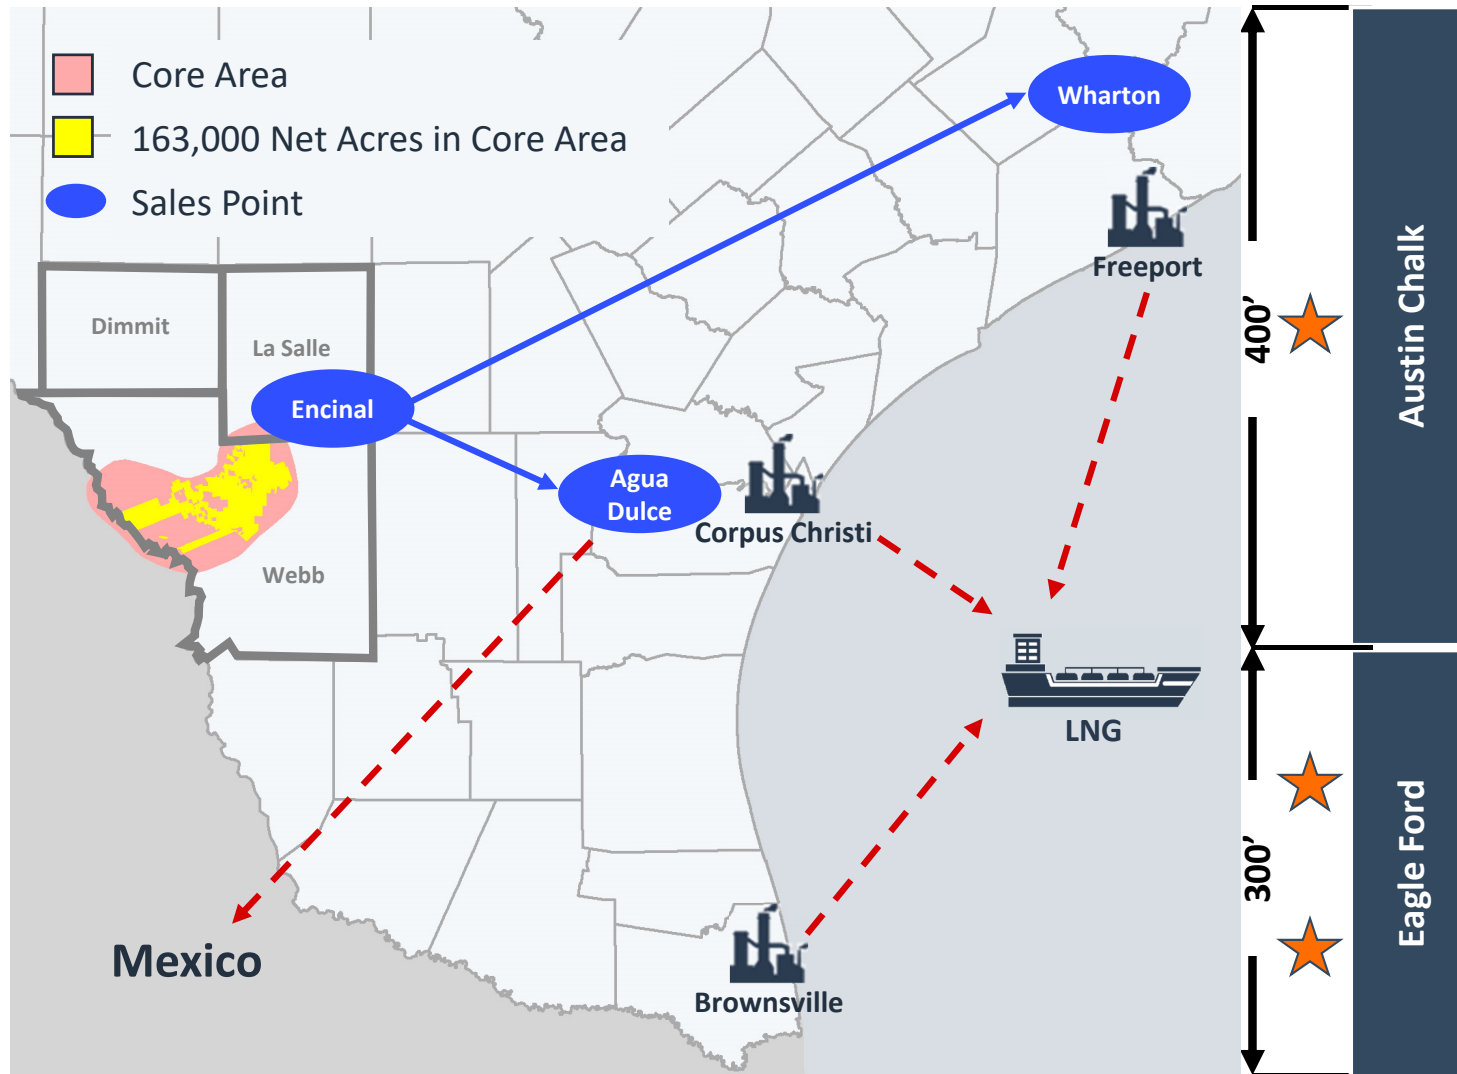 Core Area
163,000 Net Acres in Core Area
Sales Point
Wharton
Freeport
Dimmit
La Salle
Encinal
Agua
Dulce
Corpus Christi
Webb
LNG
Mexico
Brownsville
400’
Austin Chalk
300’
Eagle Ford